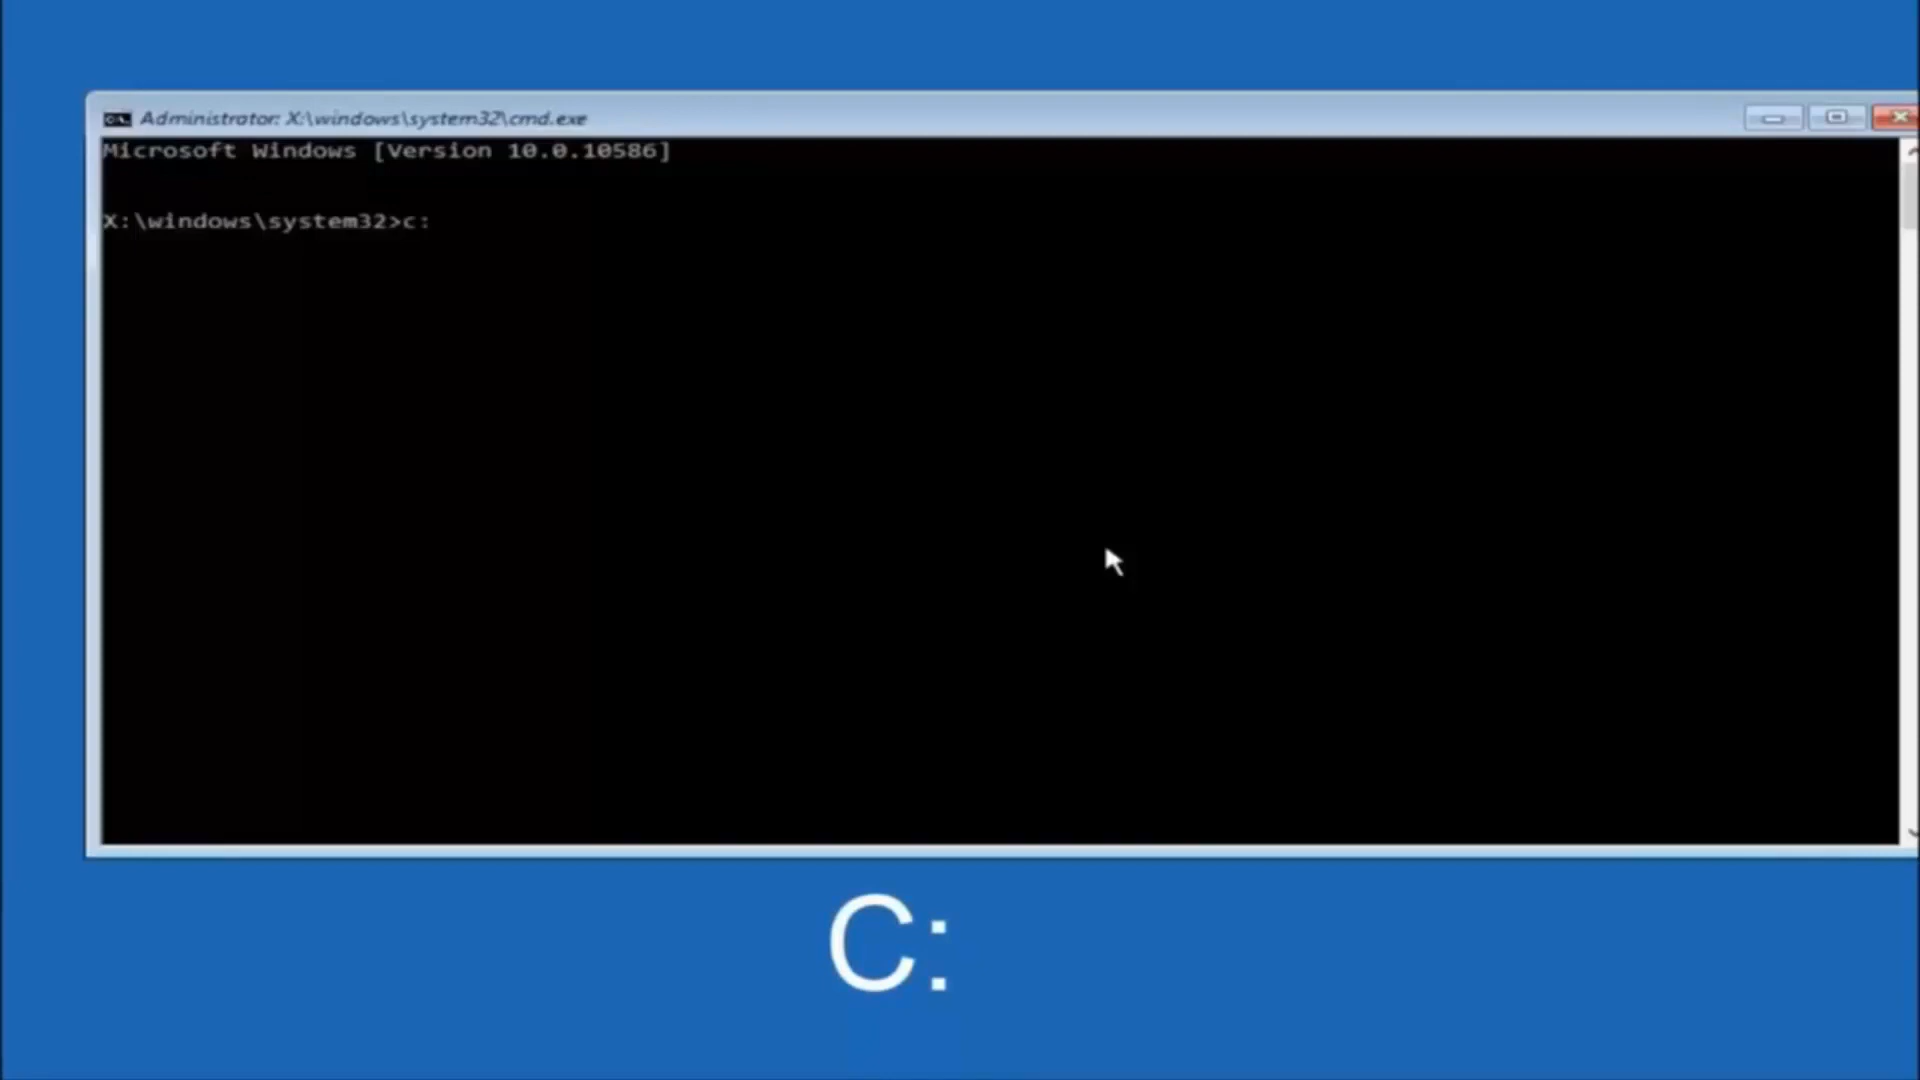 Administrator: X:\windows\system32\cmd.exe
Microsoft Windows [Version 10.0.10586]
X:\windows\system32>c:
C: